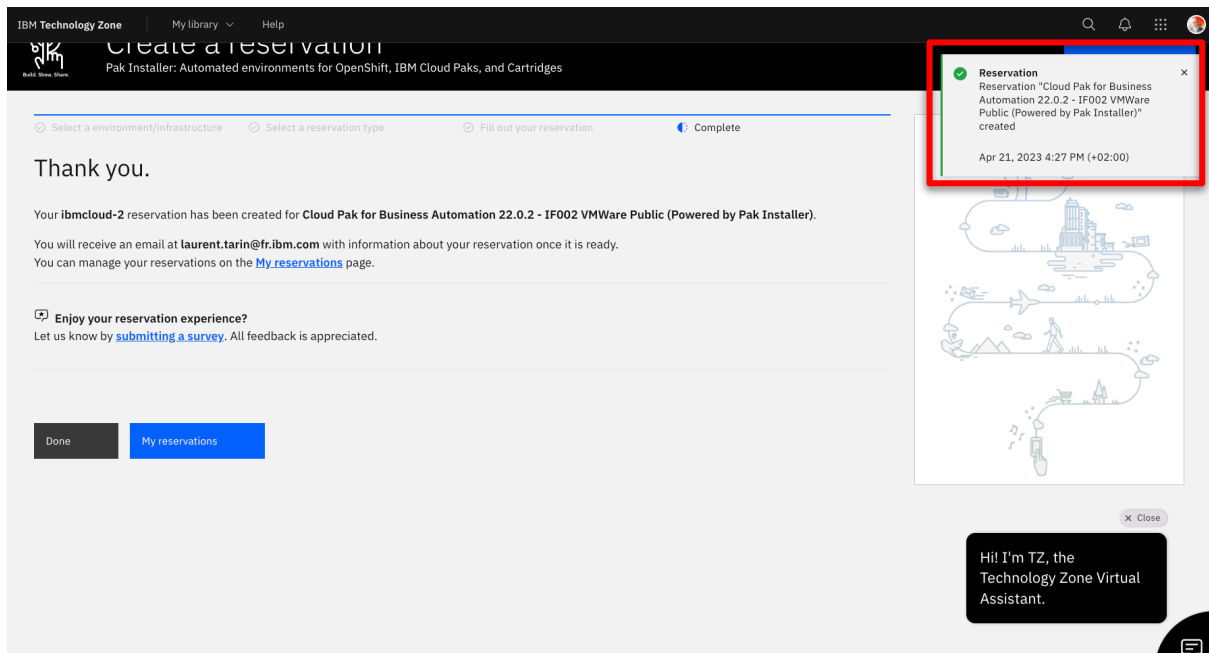 IBM Technology Zone
My library
Help
Create a reservation
Build. Show. Share.
Pak Installer: Automated environments for OpenShift, IBM Cloud Paks, and Cartridges
Reservation
Reservation "Cloud Pak for Business
Automation 22.0.2 - IF002 VMWare
Public (Powered by Pak Installer)"
created
Apr 21, 2023 4:27 PM (+02:00)
Select a environment/infrastructure
Select a reservation type
Fill out your reservation
Complete
Thank you.
Your ibmcloud-2 reservation has been created for Cloud Pak for Business Automation 22.0.2 - IF002 VMWare Public (Powered by Pak Installer).
You will receive an email at laurent.tarin@fr.ibm.com with information about your reservation once it is ready.
You can manage your reservations on the My reservations page.
Enjoy your reservation experience?
Let us know by submitting a survey. All feedback is appreciated.
Done
My reservations
Close
Hi! I'm TZ, the
Technology Zone Virtual
Assistant.